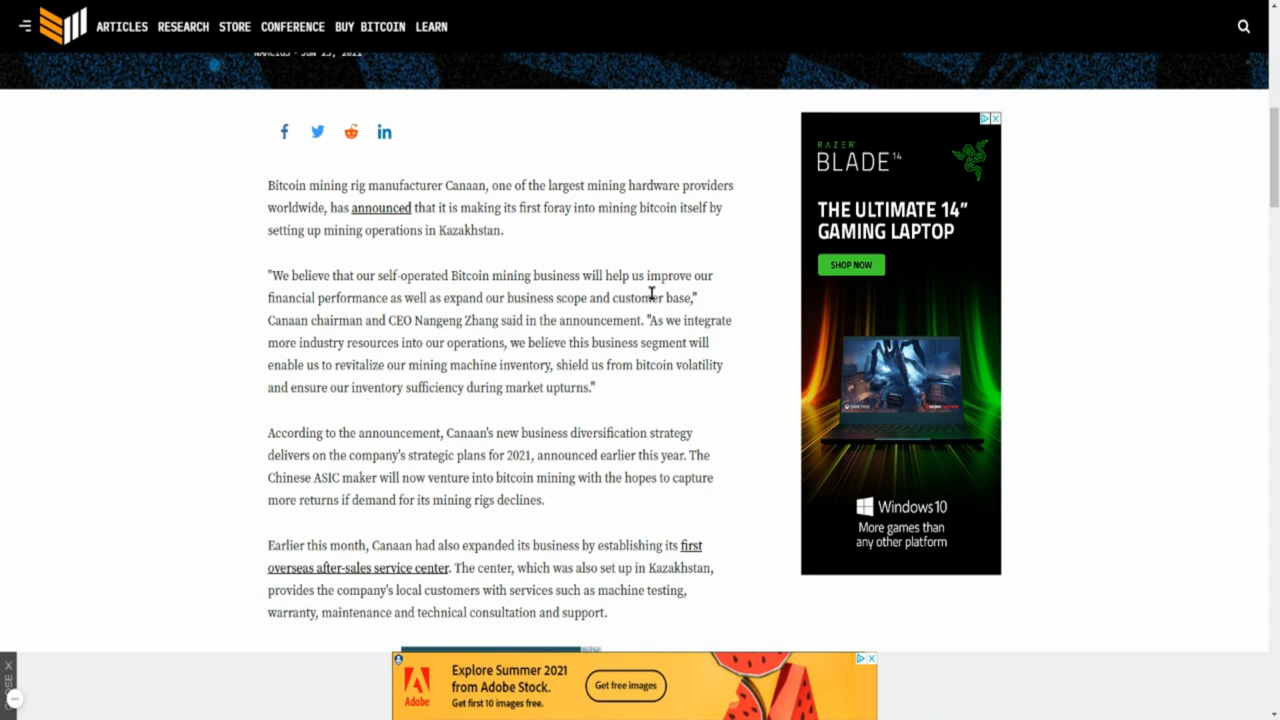 ARTICLES RESEARCH STORE CONFERENCE BUY BITCOIN LEARN
Bitcoin mining rig manufacturer Canaan, one of the largest mining hardware providers
worldwide, has announced that it is making its first foray into mining bitcoin itself by
setting up mining operations in Kazakhstan.
"We believe that our self-operated Bitcoin mining business will help us improve our
financial performance as well as expand our business scope and customer base,"
Canaan chairman and CEO Nangeng Zhang said in the announcement. "As we integrate
more industry resources into our operations, we believe this business segment will
enable us to revitalize our mining machine inventory, shield us from bitcoin volatility
and ensure our inventory sufficiency during market upturns."
According to the announcement, Canaan's new business diversification strategy
delivers on the company's strategic plans for 2021, announced earlier this year. The
Chinese ASIC maker will now venture into bitcoin mining with the hopes to capture
more returns if demand for its mining rigs declines.
Earlier this month, Canaan had also expanded its business by establishing its first
overseas after-sales service center. The center, which was also set up in Kazakhstan,
provides the company's local customers with services such as machine testing,
warranty, maintenance and technical consultation and support.
RAZER
BLADE 14
THE ULTIMATE 14"
GAMING LAPTOP
SHOP NOW
Windows 10
More games than
any other platform
CLOSE X
Adobe
Explore Summer 2021
from Adobe Stock.
Get first 10 images free.
Get free images